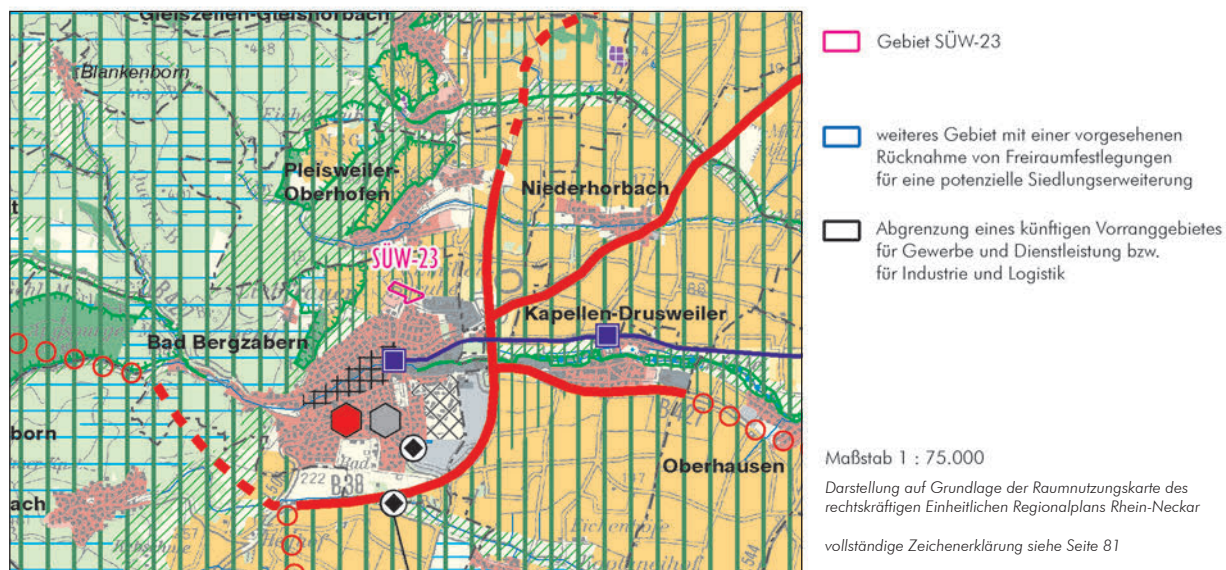 Gleiszellen-Gleishorbach
Blankenborn
Pleisweiler-
Oberhofen
Niederhorbach
SÜW-23
Kapellen-Drusweiler
Bad Bergzabern
born
Oberhausen
222
B38
ach
Gebiet SÜW-23
weiteres Gebiet mit einer vorgesehenen
Rücknahme von Freiraumfestlegungen
für eine potenzielle Siedlungserweiterung
Abgrenzung eines künftigen Vorranggebietes
für Gewerbe und Dienstleistung bzw.
für Industrie und Logistik
Maßstab 1 : 75.000
Darstellung auf Grundlage der Raumnutzungskarte des
rechtskräftigen Einheitlichen Regionalplans Rhein-Neckar
vollständige Zeichenerklärung siehe Seite 81